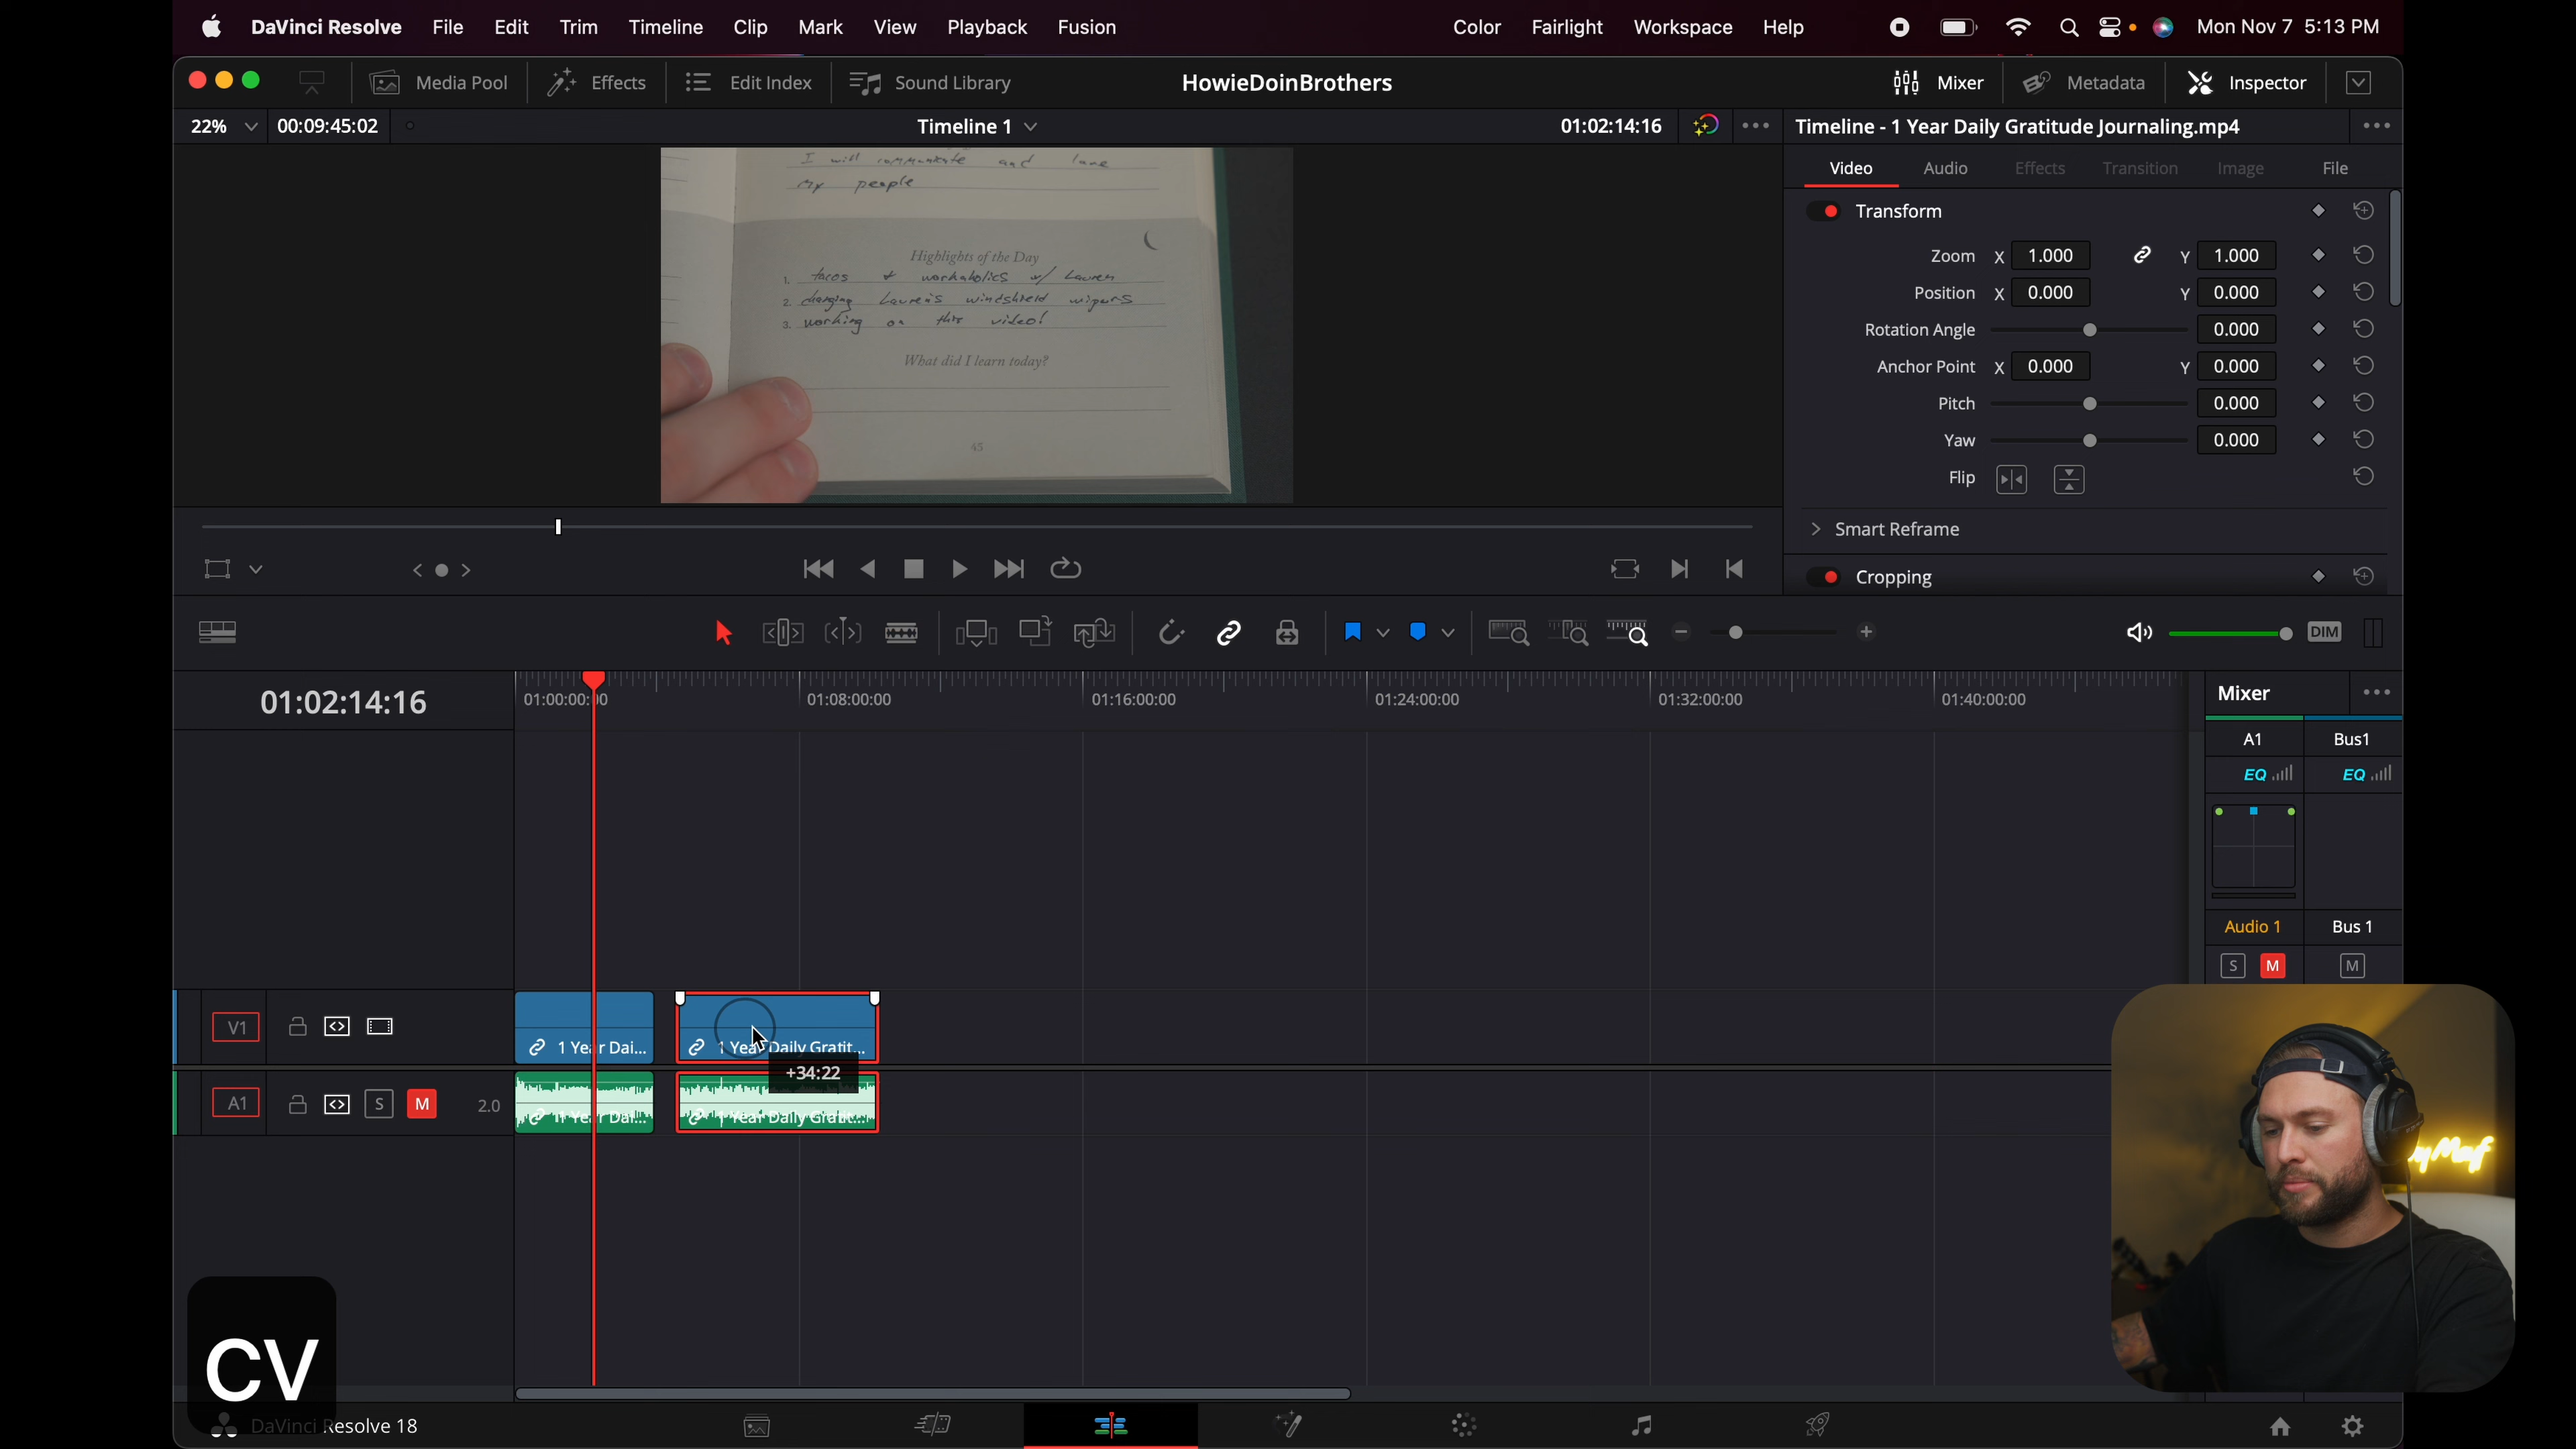 DaVinci Resolve File Edit Trim Timeline Clip Mark View Playback Fusion Color Fairlight Workspace Help Mon Nov 7 5:13 PM
Media Pool Effects Edit Index Sound Library HowieDoinBrothers Mixer Metadata Inspector
22% 00:09:45:02 Timeline 1 01:02:14:16 Timeline - 1 Year Daily Gratitude Journaling.mp4
Video Audio Effects Transition Image File
I will communicate and love
my people
Highlights of the Day
1. tacos & workaholics w/ Lauren
2. changing Lauren's windshield wipers
3. working on this video!
What did I learn today?
45
Transform
Zoom X 1.000 Y 1.000
Position X 0.000 Y 0.000
Rotation Angle 0.000
Anchor Point X 0.000 Y 0.000
Pitch 0.000
Yaw 0.000
Flip
Smart Reframe
Cropping
DIM
01:02:14:16 01:00:00:00 01:08:00:00 01:16:00:00 01:24:00:00 01:32:00:00 01:40:00:00
Mixer
A1 Bus1
EQ EQ
Audio 1 Bus 1
S M M
V1 1 Year Dai... 1 Year Daily Gratit...
+34:22
A1 S M 2.0 1 Year Dai... 1 Year Daily Gratit...
CV
DaVinci Resolve 18